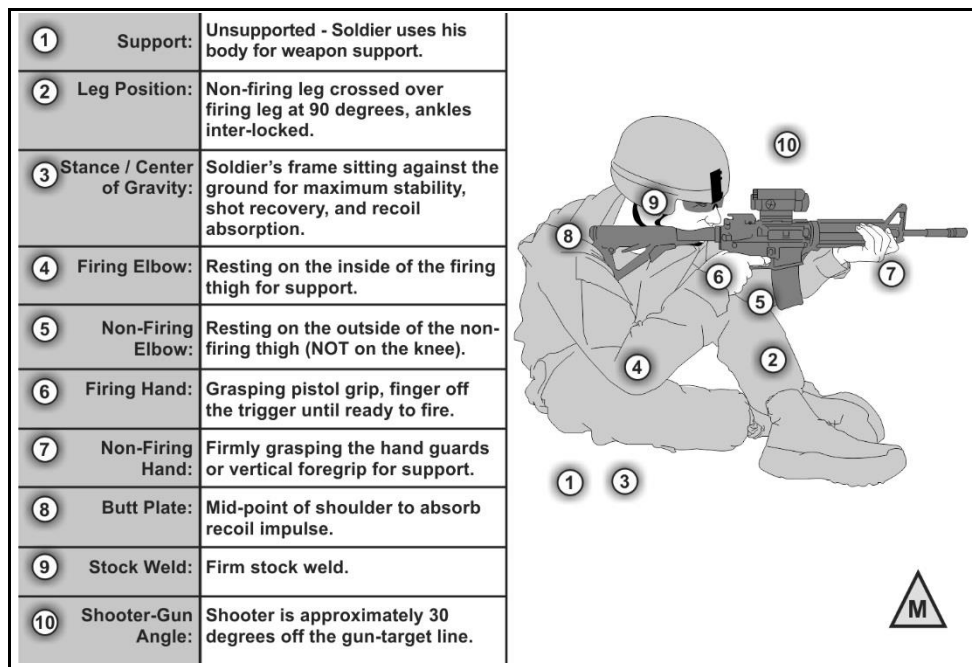 1 Support: Unsupported - Soldier uses his
body for weapon support.
2 Leg Position: Non-firing leg crossed over
firing leg at 90 degrees, ankles
inter-locked.
3 Stance / Center
of Gravity: Soldier's frame sitting against the
ground for maximum stability,
shot recovery, and recoil
absorption.
4 Firing Elbow: Resting on the inside of the firing
thigh for support.
5 Non-Firing
Elbow: Resting on the outside of the non-
firing thigh (NOT on the knee).
6 Firing Hand: Grasping pistol grip, finger off
the trigger until ready to fire.
7 Non-Firing
Hand: Firmly grasping the hand guards
or vertical foregrip for support.
8 Butt Plate: Mid-point of shoulder to absorb
recoil impulse.
9 Stock Weld: Firm stock weld.
10 Shooter-Gun
Angle: Shooter is approximately 30
degrees off the gun-target line.
10
9
8
7
6
5
4
2
1 3
M